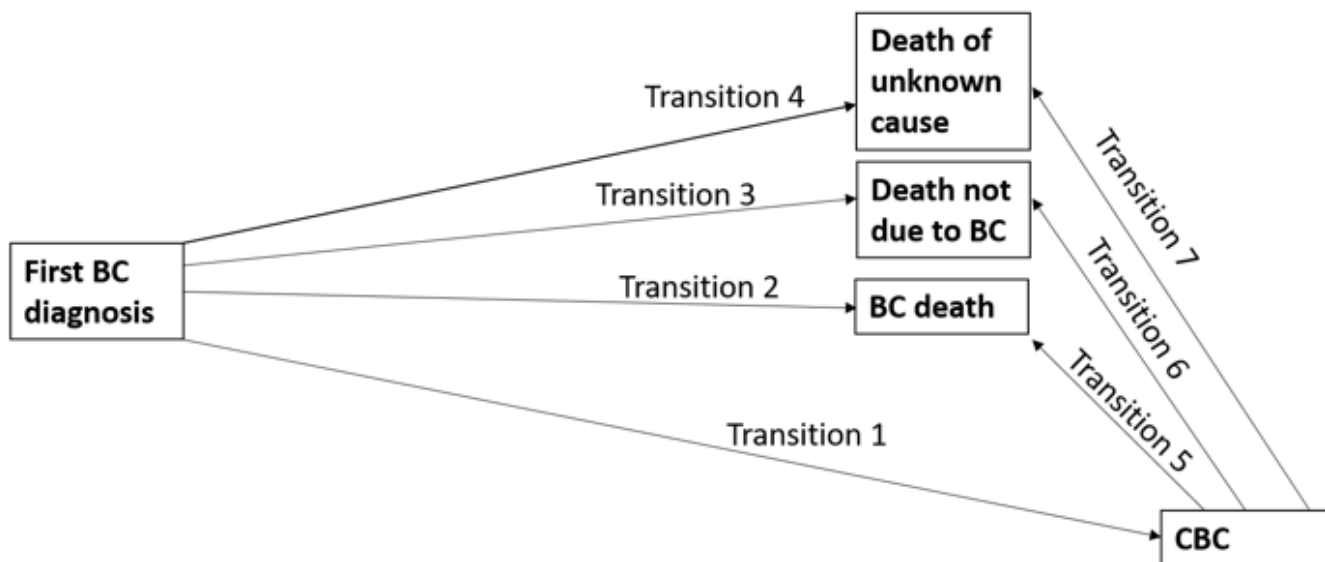 Death of
unknown
cause
Transition 4
Transition 7
Death not
due to BC
Transition 3
Transition 6
First BC
diagnosis
Transition 2
BC death
Transition 5
Transition 1
CBC